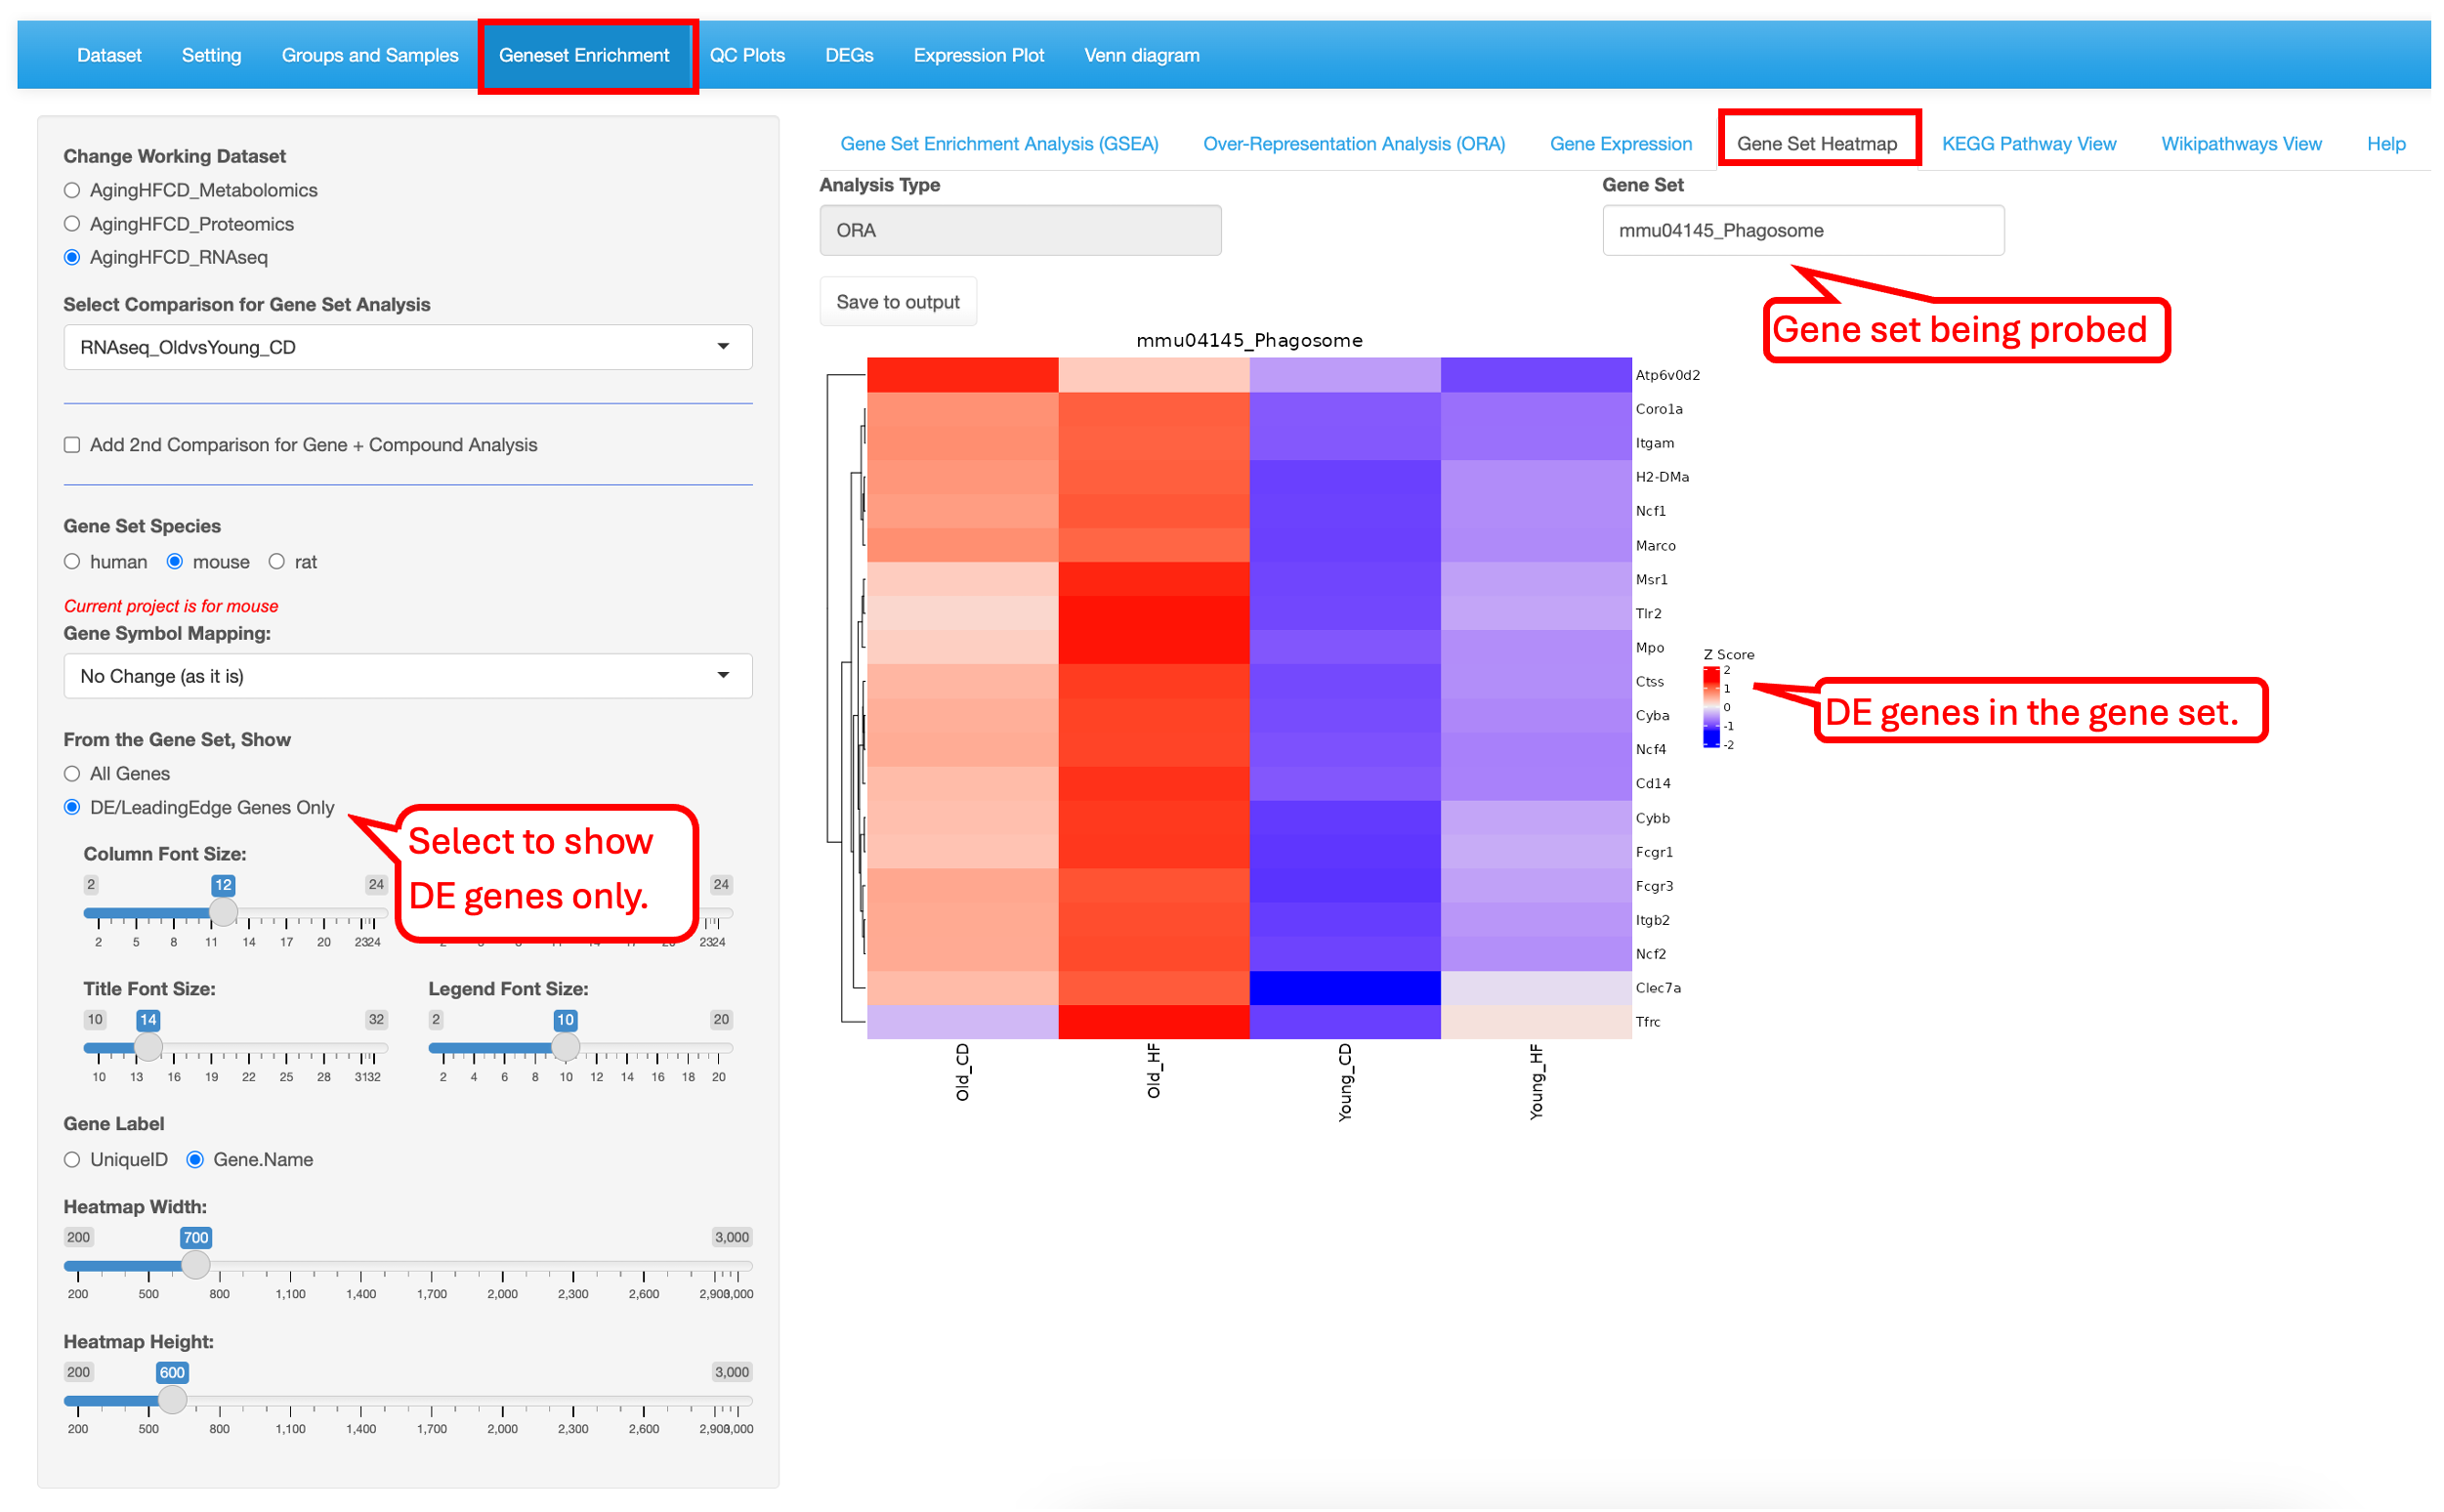 Dataset Setting Groups and Samples Geneset Enrichment QC Plots DEGs Expression Plot Venn diagram
Change Working Dataset
AgingHFCD_Metabolomics
AgingHFCD_Proteomics
AgingHFCD_RNAseq
Select Comparison for Gene Set Analysis
RNAseq_OldvsYoung_CD
Add 2nd Comparison for Gene + Compound Analysis
Gene Set Species
human mouse rat
Current project is for mouse
Gene Symbol Mapping:
No Change (as it is)
From the Gene Set, Show
All Genes
DE/LeadingEdge Genes Only
Select to show
DE genes only.
Column Font Size:
2 12 24 24
2 5 8 11 14 17 20 23 24 23 24
Title Font Size:
10 14 32
10 13 16 19 22 25 28 31 32
Legend Font Size:
2 10 20
2 4 6 8 10 12 14 16 18 20
Gene Label
UniqueID Gene.Name
Heatmap Width:
200 700 3,000
200 500 800 1,100 1,400 1,700 2,000 2,300 2,600 2,900 3,000
Heatmap Height:
200 600 3,000
200 500 800 1,100 1,400 1,700 2,000 2,300 2,600 2,900 3,000
Gene Set Enrichment Analysis (GSEA) Over-Representation Analysis (ORA) Gene Expression Gene Set Heatmap KEGG Pathway View Wikipathways View Help
Analysis Type
ORA
Gene Set
mmu04145_Phagosome
Gene set being probed
Save to output
mmu04145_Phagosome
Atp6v0d2
Coro1a
Itgam
H2-DMa
Ncf1
Marco
Msr1
Tlr2
Mpo
Ctss
Cyba
Ncf4
Cd14
Cybb
Fcgr1
Fcgr3
Itgb2
Ncf2
Clec7a
Tfrc
Old_CD
Old_HF
Young_CD
Young_HF
Z Score
2
1
0
-1
-2
DE genes in the gene set.